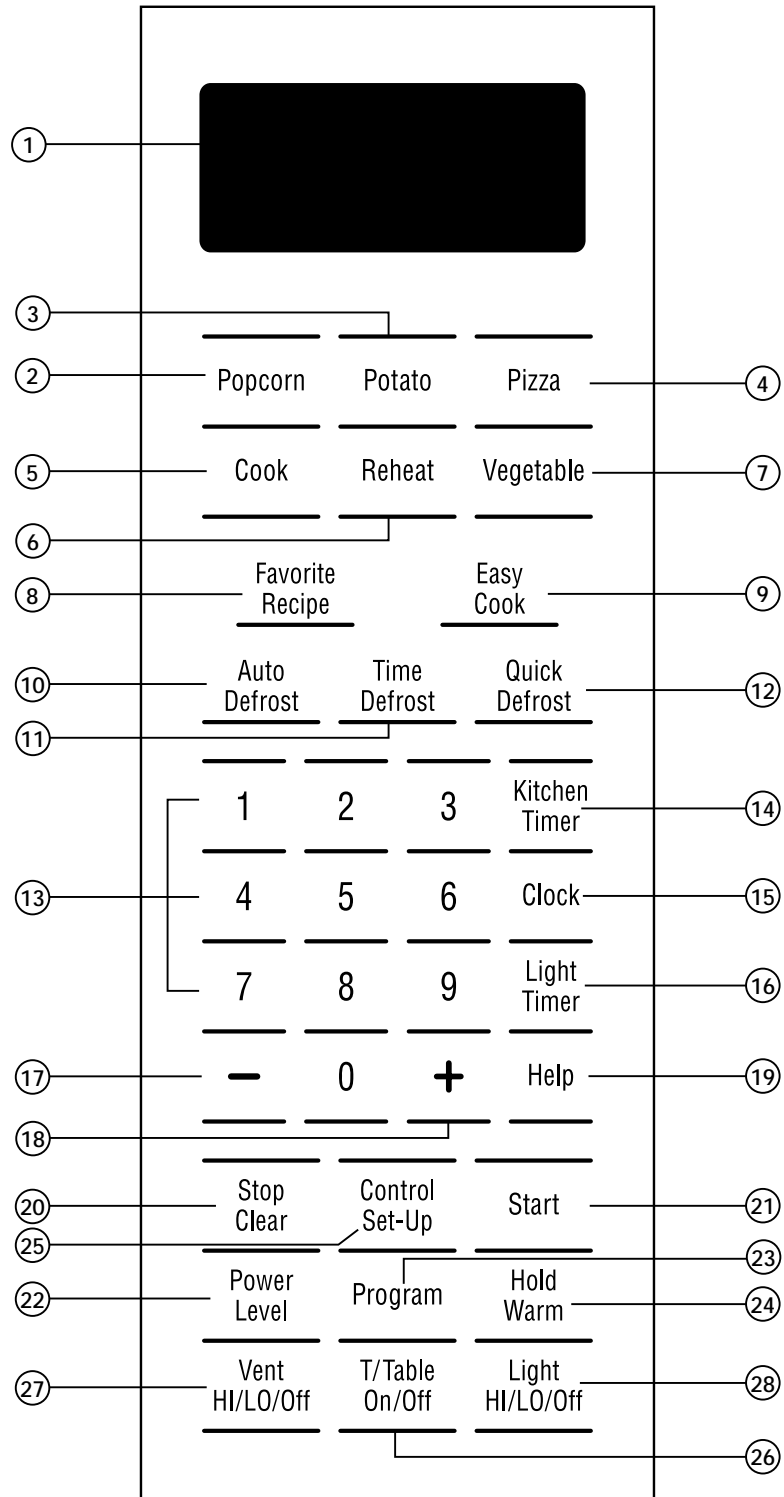 1
3
2
Popcorn
Potato
Pizza
4
5
Cook
Reheat
Vegetable
7
6
8
Favorite
Recipe
Easy
Cook
9
10
Auto
Defrost
Time
Defrost
Quick
Defrost
12
11
1
2
3
Kitchen
Timer
14
13
4
5
6
Clock
15
7
8
9
Light
Timer
16
17
−
0
+
Help
19
18
20
Stop
Clear
Control
Set-Up
Start
21
25
23
22
Power
Level
Program
Hold
Warm
24
27
Vent
HI/LO/Off
T/Table
On/Off
Light
HI/LO/Off
28
26